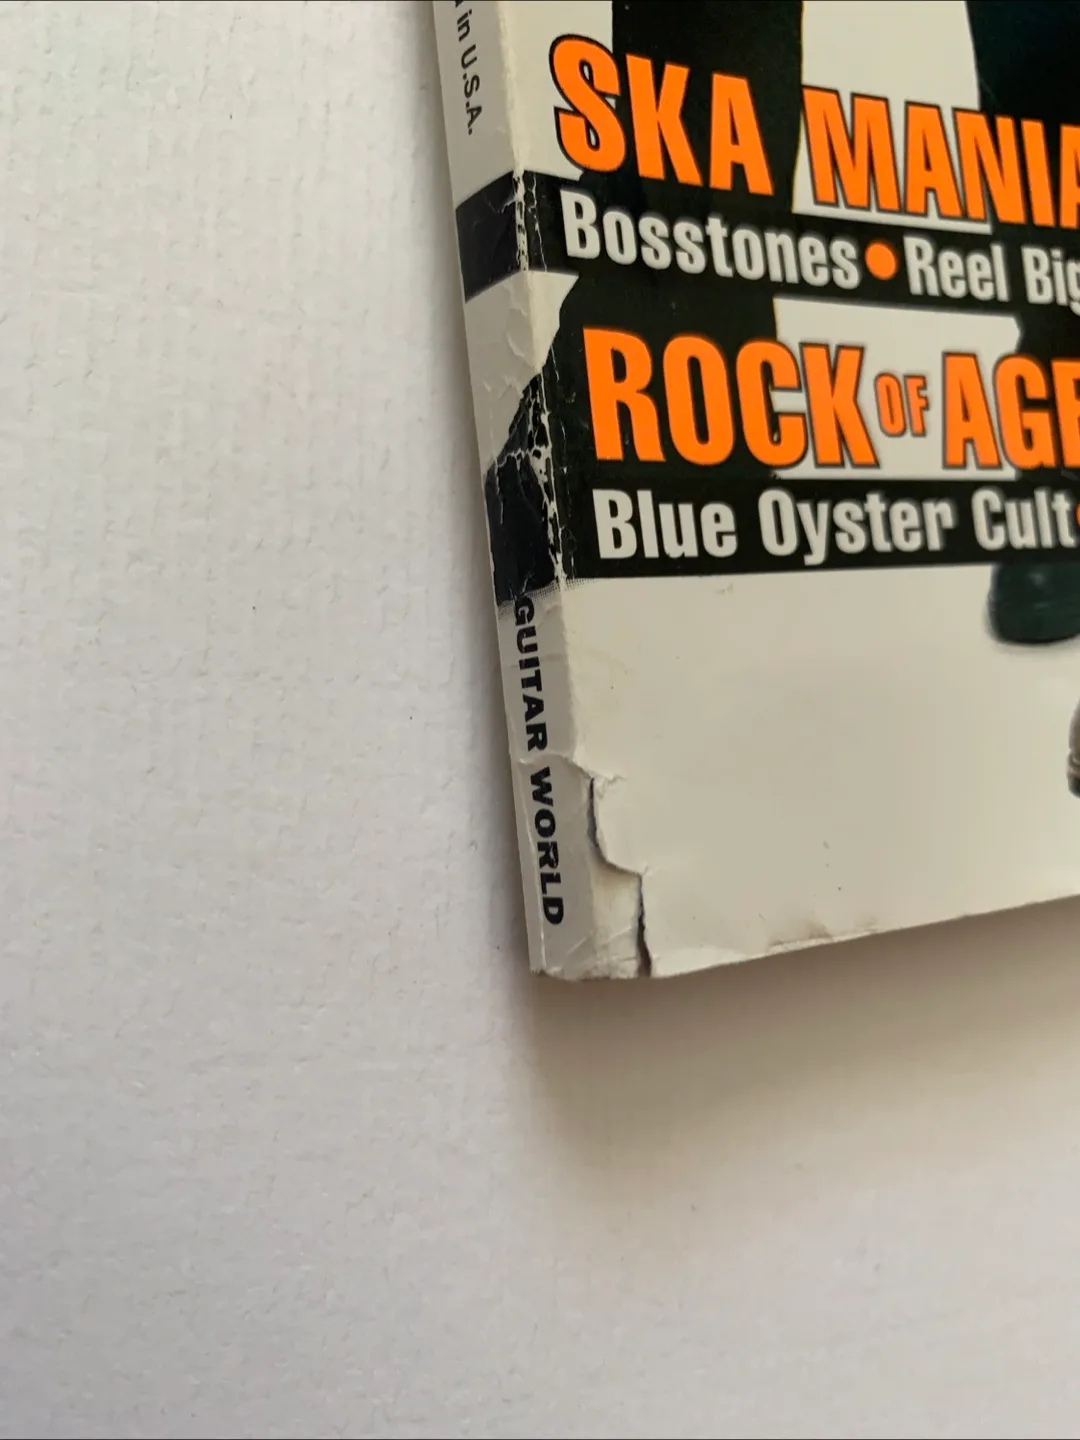 in U.S.A.
SKA MANIA
Bosstones • Reel Big
ROCK OF AGE
Blue Oyster Cult
GUITAR WORLD